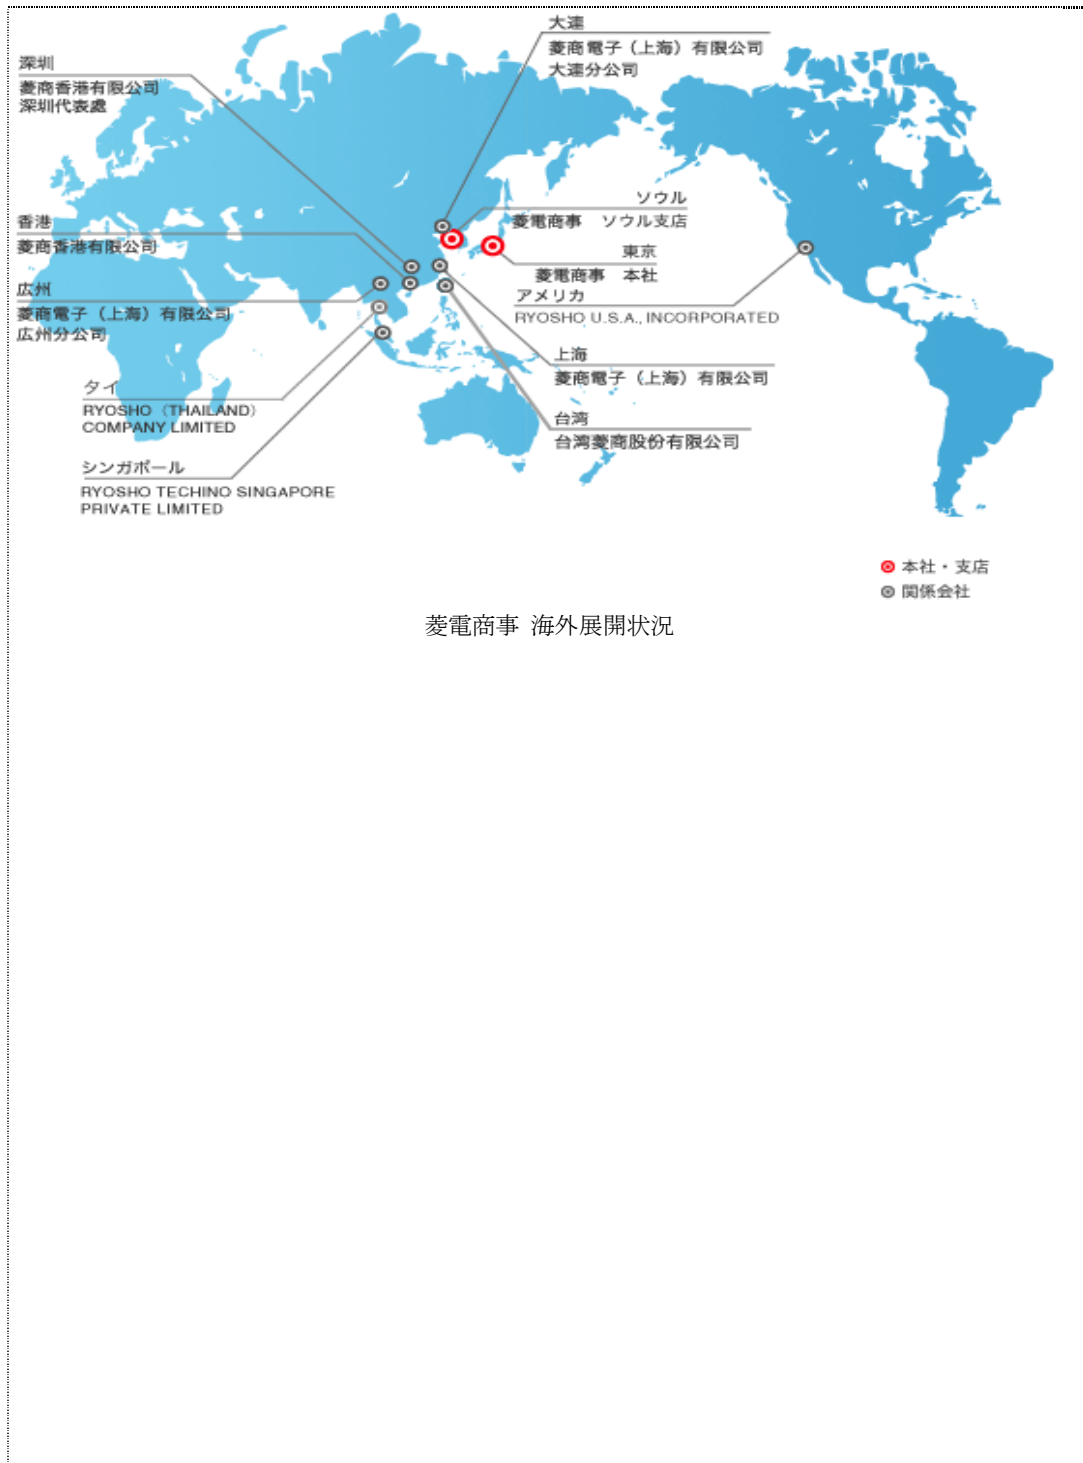 大連
菱商電子（上海）有限公司
大連分公司
深圳
菱商香港有限公司
深圳代表處
ソウル
菱電商事　ソウル支店
香港
菱商香港有限公司
東京
菱電商事　本社
広州
菱商電子（上海）有限公司
広州分公司
アメリカ
RYOSHO U.S.A., INCORPORATED
上海
菱商電子（上海）有限公司
タイ
RYOSHO （THAILAND）
COMPANY LIMITED
台湾
台湾菱商股份有限公司
シンガポール
RYOSHO TECHINO SINGAPORE
PRIVATE LIMITED
本社・支店
関係会社
菱電商事 海外展開状況